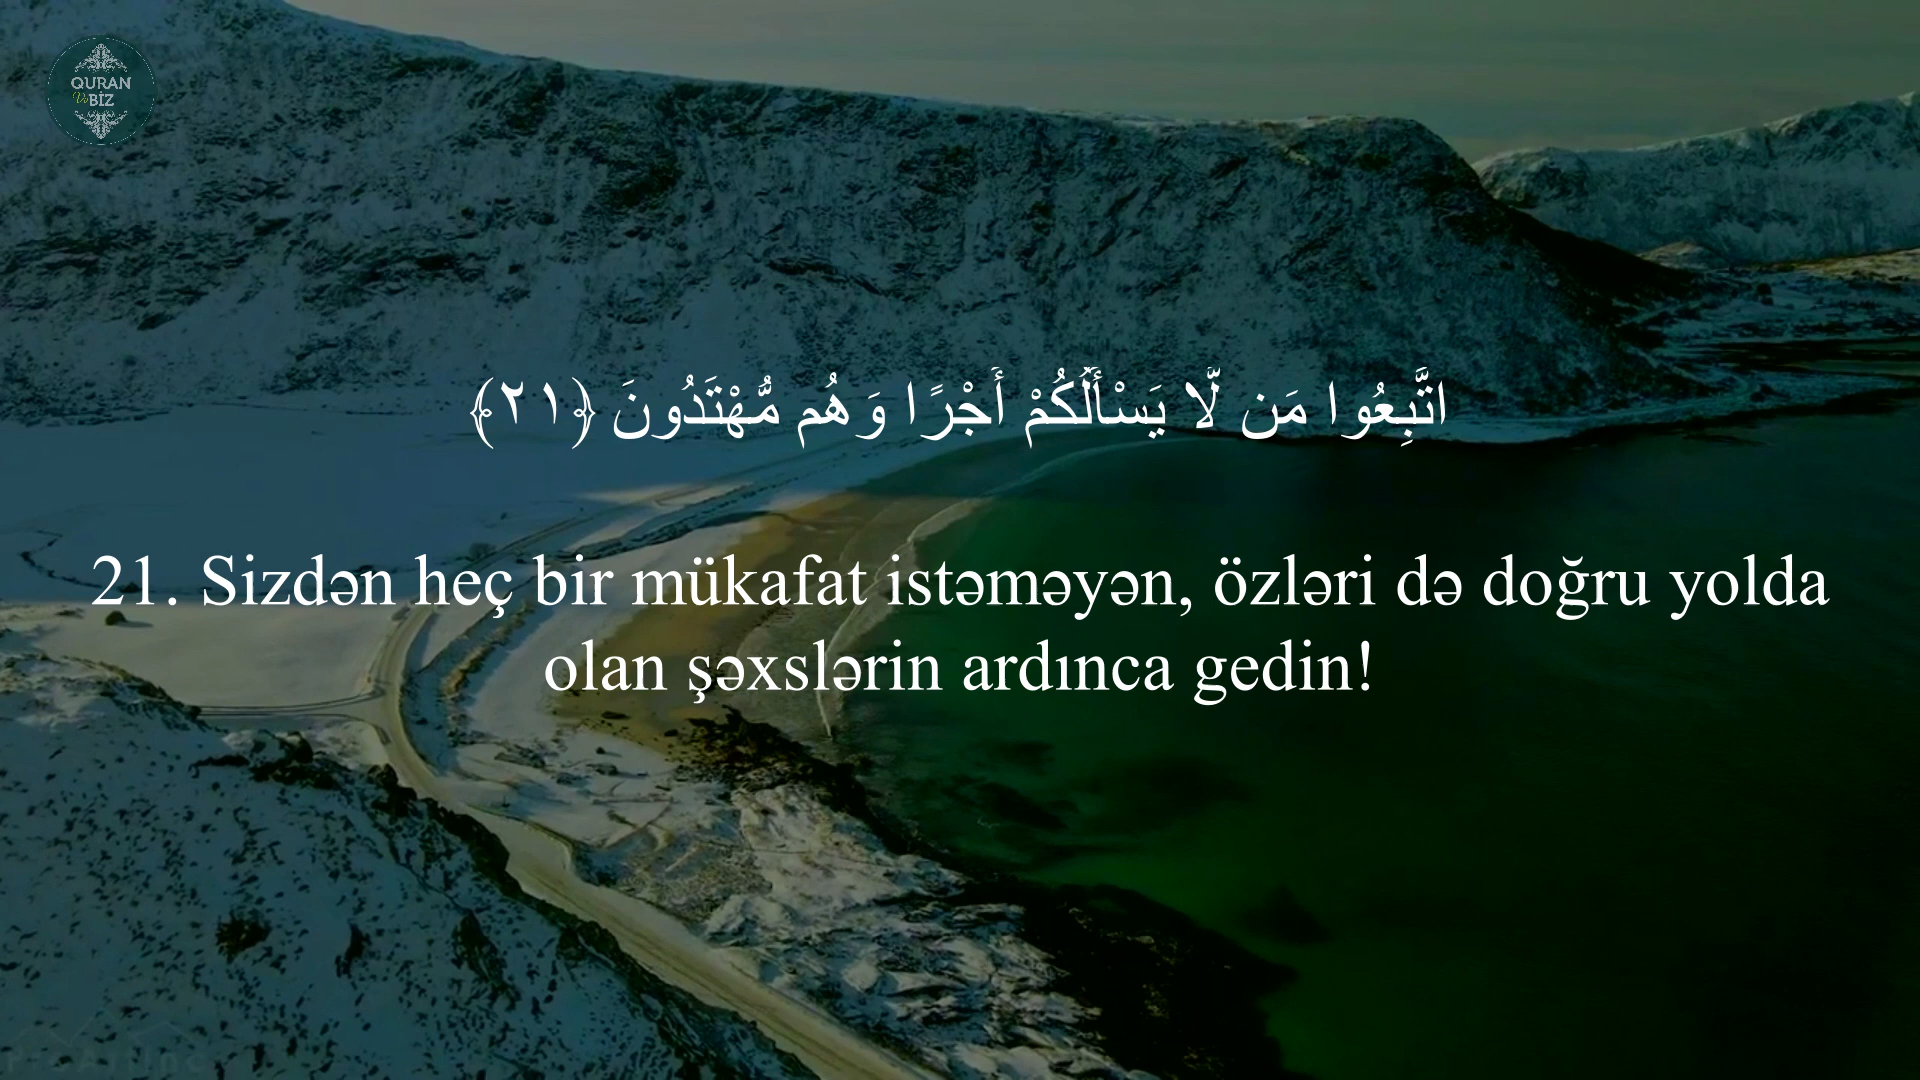 QURAN
Və BİZ
اتَّبِعُوا مَن لَّا يَسْأَلُكُمْ أَجْرًا وَهُم مُّهْتَدُونَ ﴿٢١﴾
21. Sizdən heç bir mükafat istəməyən, özləri də doğru yolda
olan şəxslərin ardınca gedin!